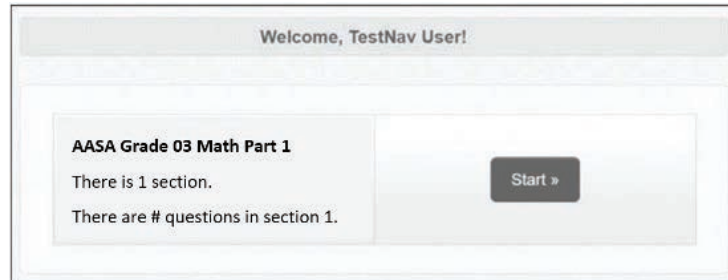 Welcome, TestNav User!
AASA Grade 03 Math Part 1
There is 1 section.
Start »
There are # questions in section 1.